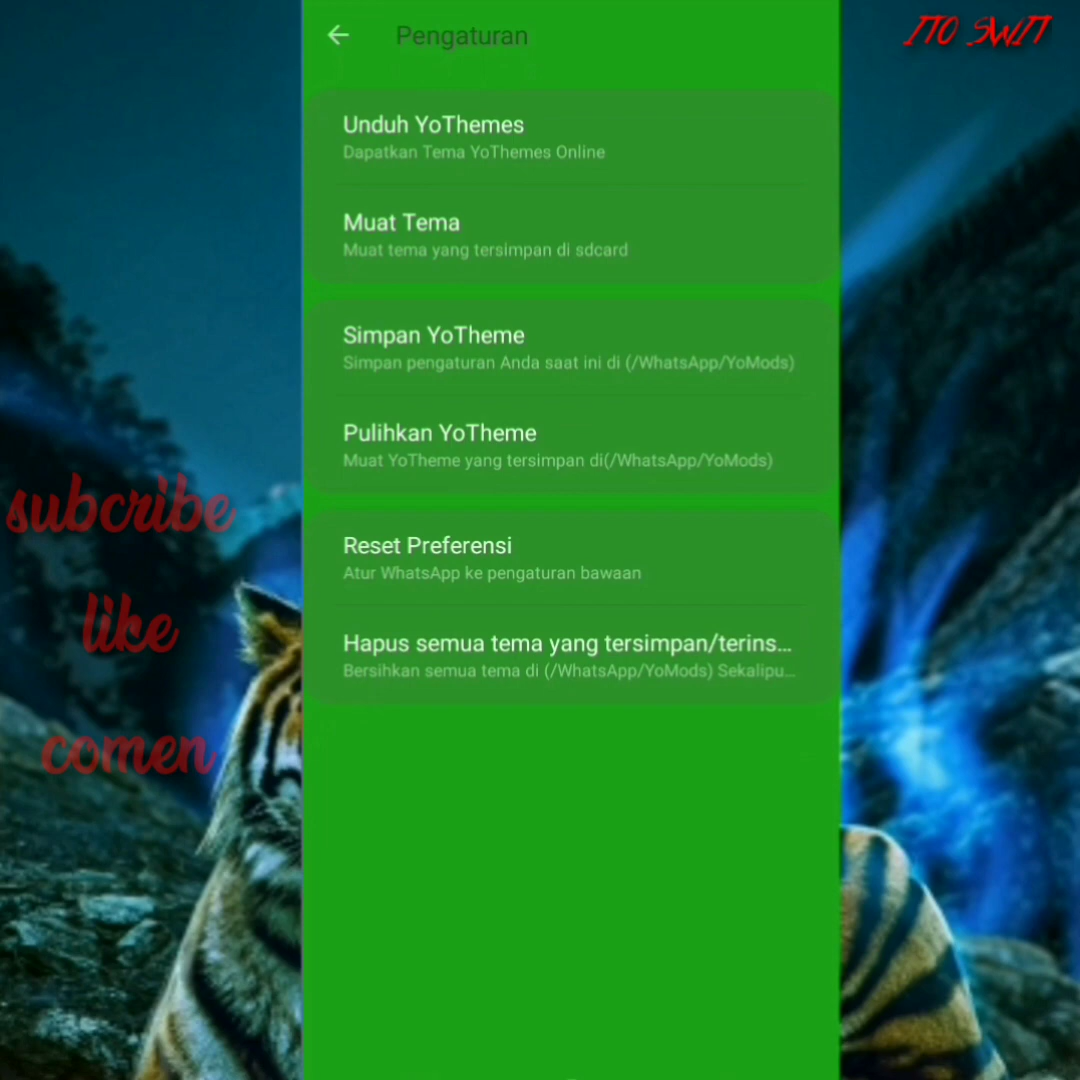 Pengaturan
ITO SWIT
Unduh YoThemes
Dapatkan Tema YoThemes Online
Muat Tema
Muat tema yang tersimpan di sdcard
Simpan YoTheme
Simpan pengaturan Anda saat ini di (/WhatsApp/YoMods)
Pulihkan YoTheme
Muat YoTheme yang tersimpan di(/WhatsApp/YoMods)
subcribe
Reset Preferensi
Atur WhatsApp ke pengaturan bawaan
like
Hapus semua tema yang tersimpan/terins...
Bersihkan semua tema di (/WhatsApp/YoMods) Sekalipu...
comen